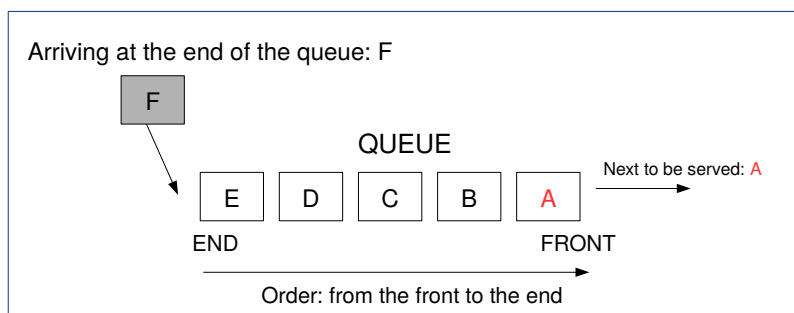 Arriving at the end of the queue: F
F
QUEUE
Next to be served: A
E D C B A
END FRONT
Order: from the front to the end